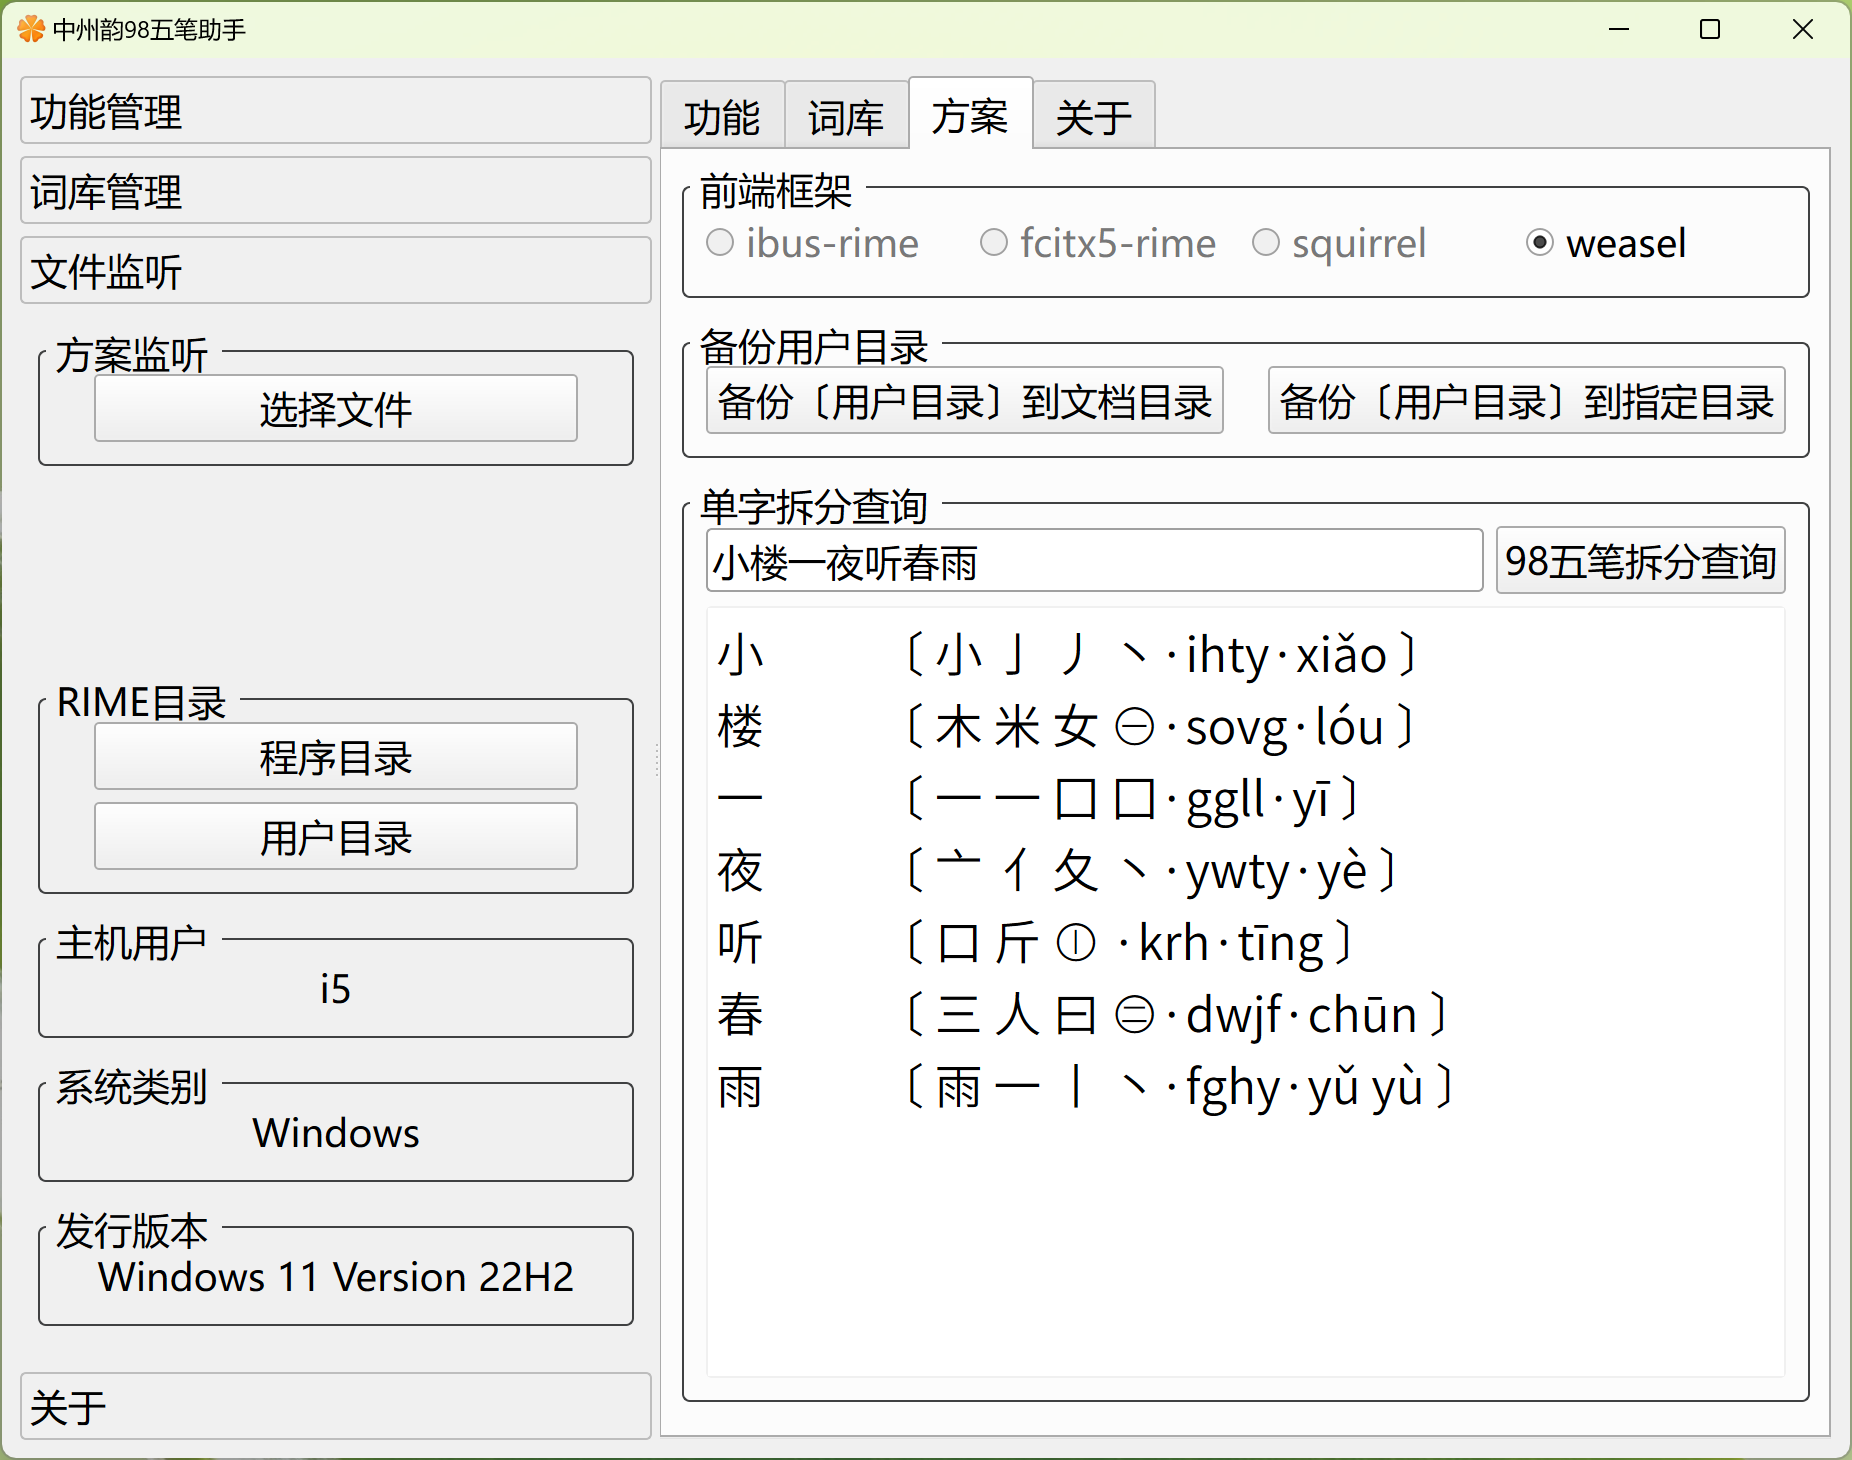 中州韵98五笔助手
功能管理
词库管理
文件监听
方案监听
选择文件
RIME目录
程序目录
用户目录
主机用户
i5
系统类别
Windows
发行版本
Windows 11 Version 22H2
关于
功能 词库 方案 关于
前端框架
ibus-rime fcitx5-rime squirrel weasel
备份用户目录
备份〔用户目录〕到文档目录 备份〔用户目录〕到指定目录
单字拆分查询
小楼一夜听春雨 98五笔拆分查询
小 〔 小 亅 丿 丶·ihty·xiǎo 〕
楼 〔 木 米 女 ㊀·sovg·lóu 〕
一 〔 一 一 囗 囗·ggll·yī 〕
夜 〔 亠 亻 夂 丶·ywty·yè 〕
听 〔 口 斤 ⏼ ·krh·tīng 〕
春 〔 三 人 日 ㊁·dwjf·chūn 〕
雨 〔 雨 一 丨 丶·fghy·yǔ yù 〕